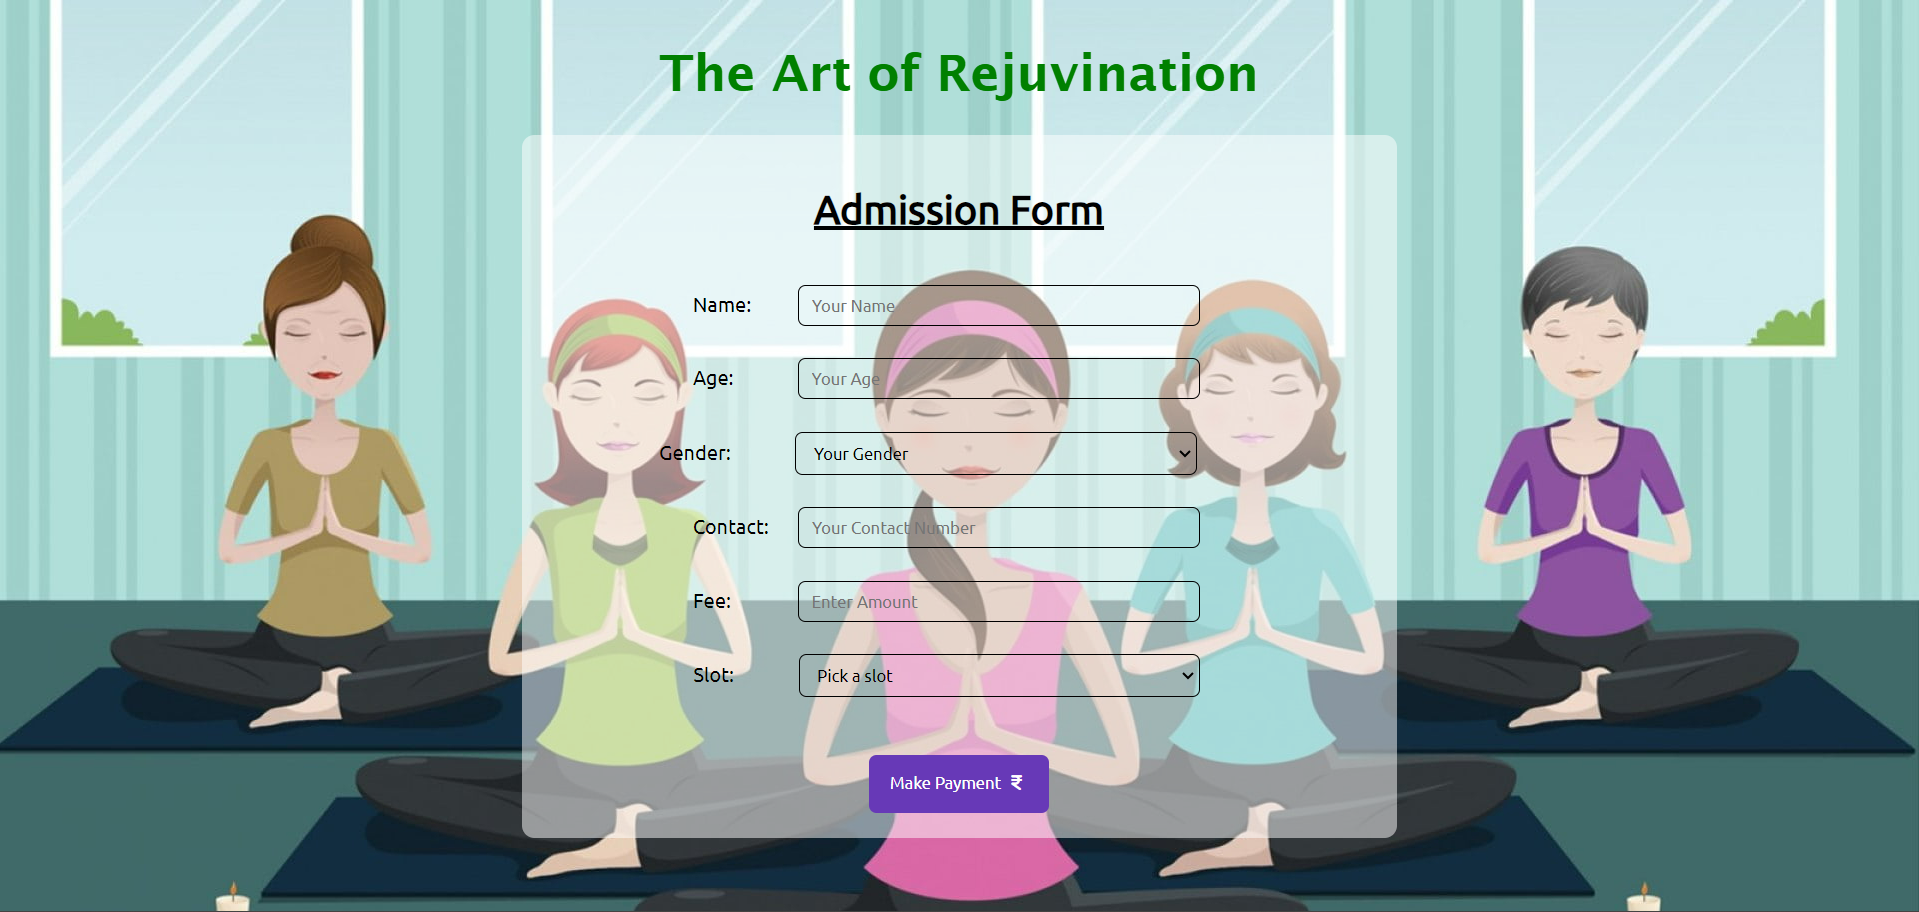 The Art of Rejuvination
Admission Form
Name: Your Name
Age: Your Age
Gender: Your Gender
Contact: Your Contact Number
Fee: Enter Amount
Slot: Pick a slot
Make Payment ₹